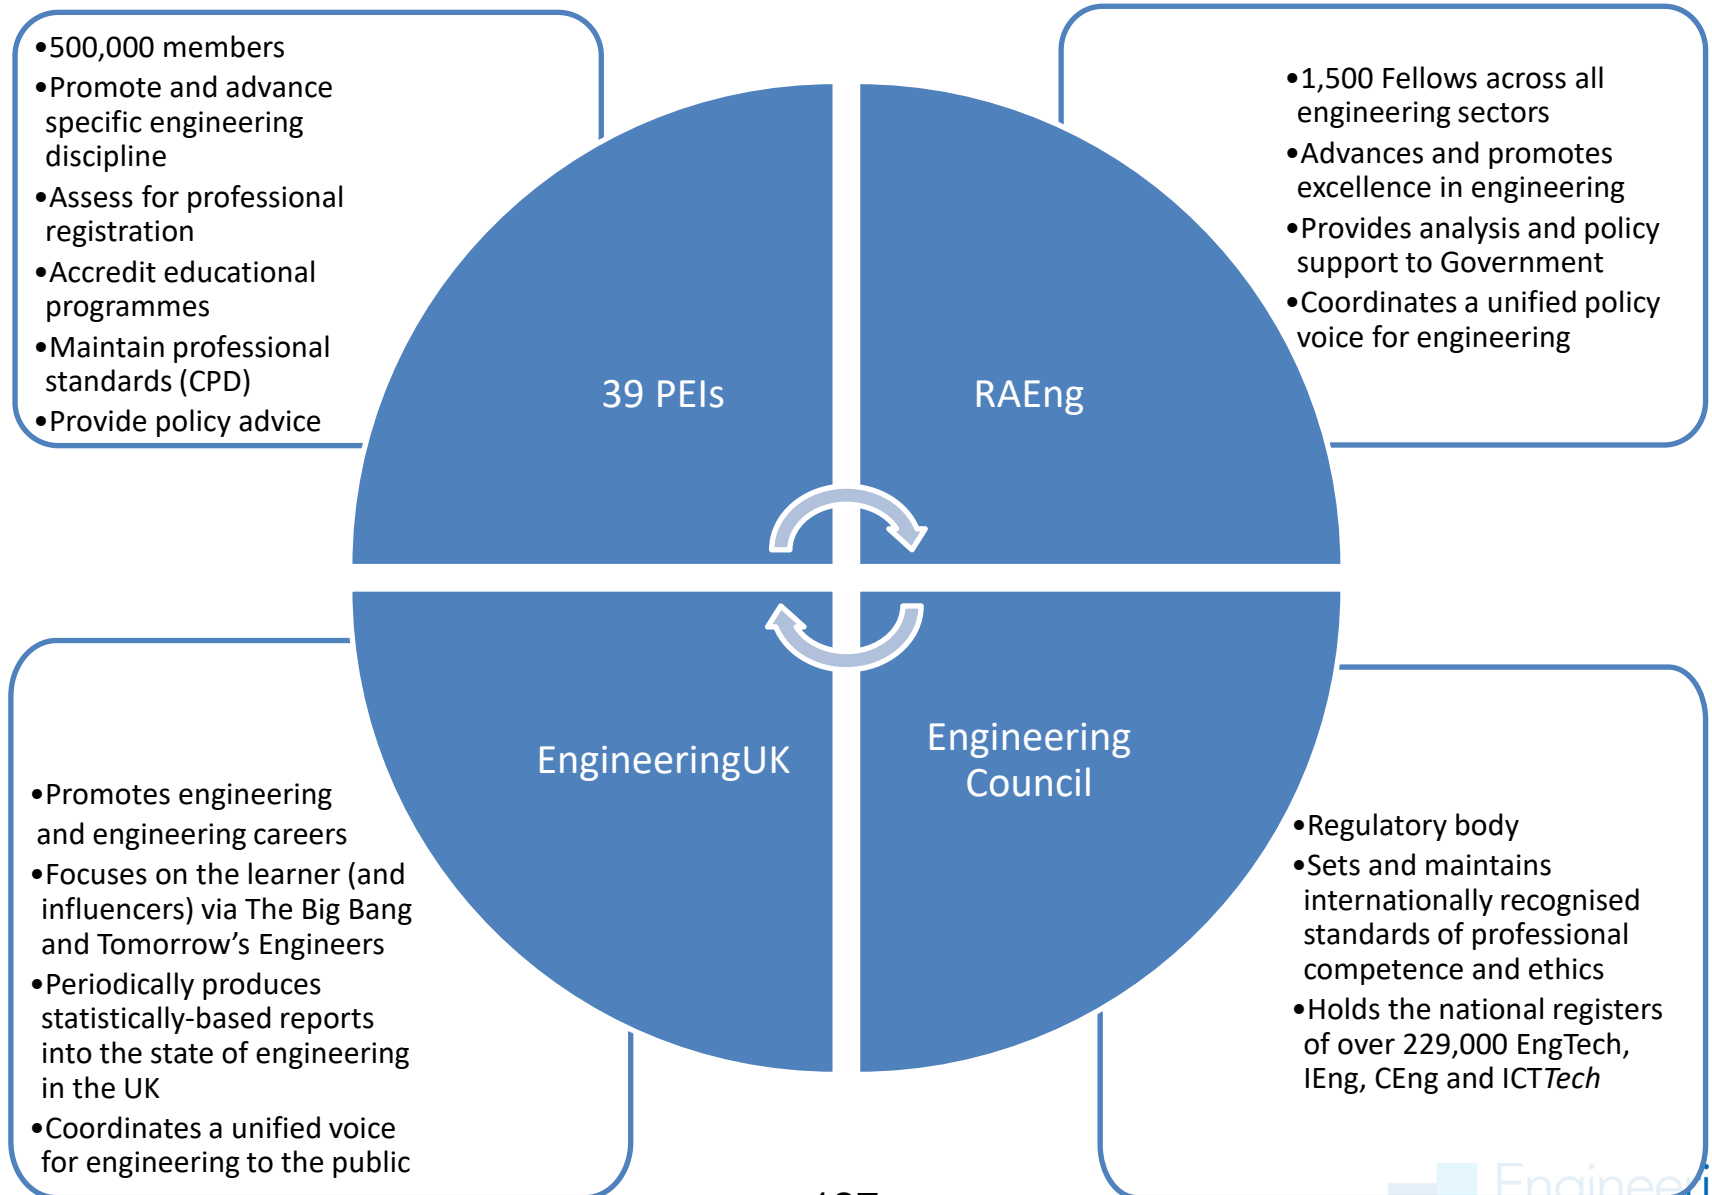 •500,000 members
•Promote and advance
specific engineering
discipline
•Assess for professional
registration
•Accredit educational
programmes
•Maintain professional
standards (CPD)
•Provide policy advice
39 PEIs
RAEng
•1,500 Fellows across all
engineering sectors
•Advances and promotes
excellence in engineering
•Provides analysis and policy
support to Government
•Coordinates a unified policy
voice for engineering
EngineeringUK
•Promotes engineering
and engineering careers
•Focuses on the learner (and
influencers) via The Big Bang
and Tomorrow’s Engineers
•Periodically produces
statistically-based reports
into the state of engineering
in the UK
•Coordinates a unified voice
for engineering to the public
Engineering
Council
•Regulatory body
•Sets and maintains
internationally recognised
standards of professional
competence and ethics
•Holds the national registers
of over 229,000 EngTech,
IEng, CEng and ICTTech